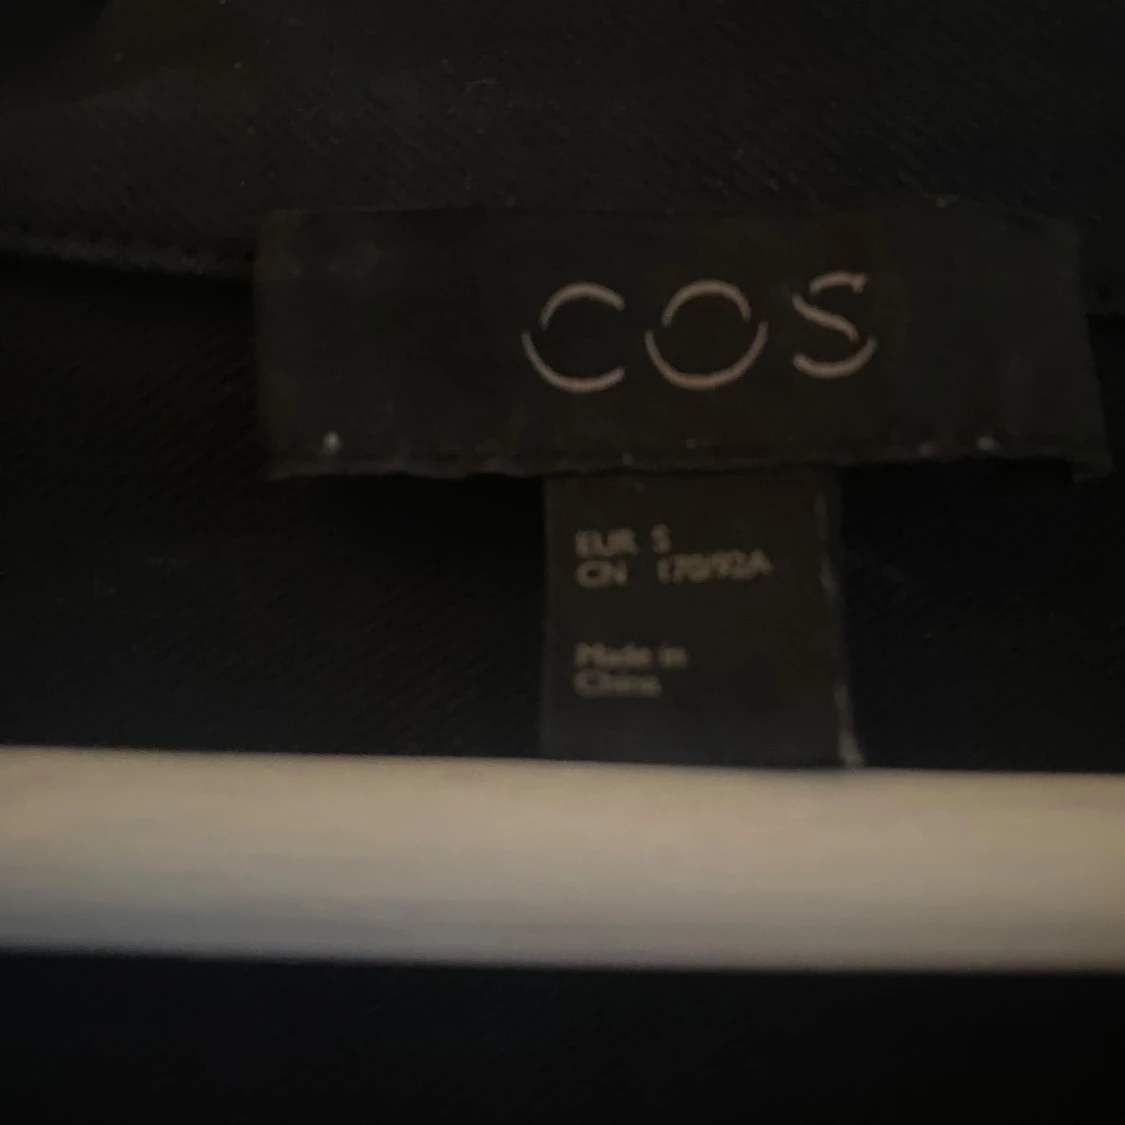 COS
EUR S
CN 170/92A
Made in
China